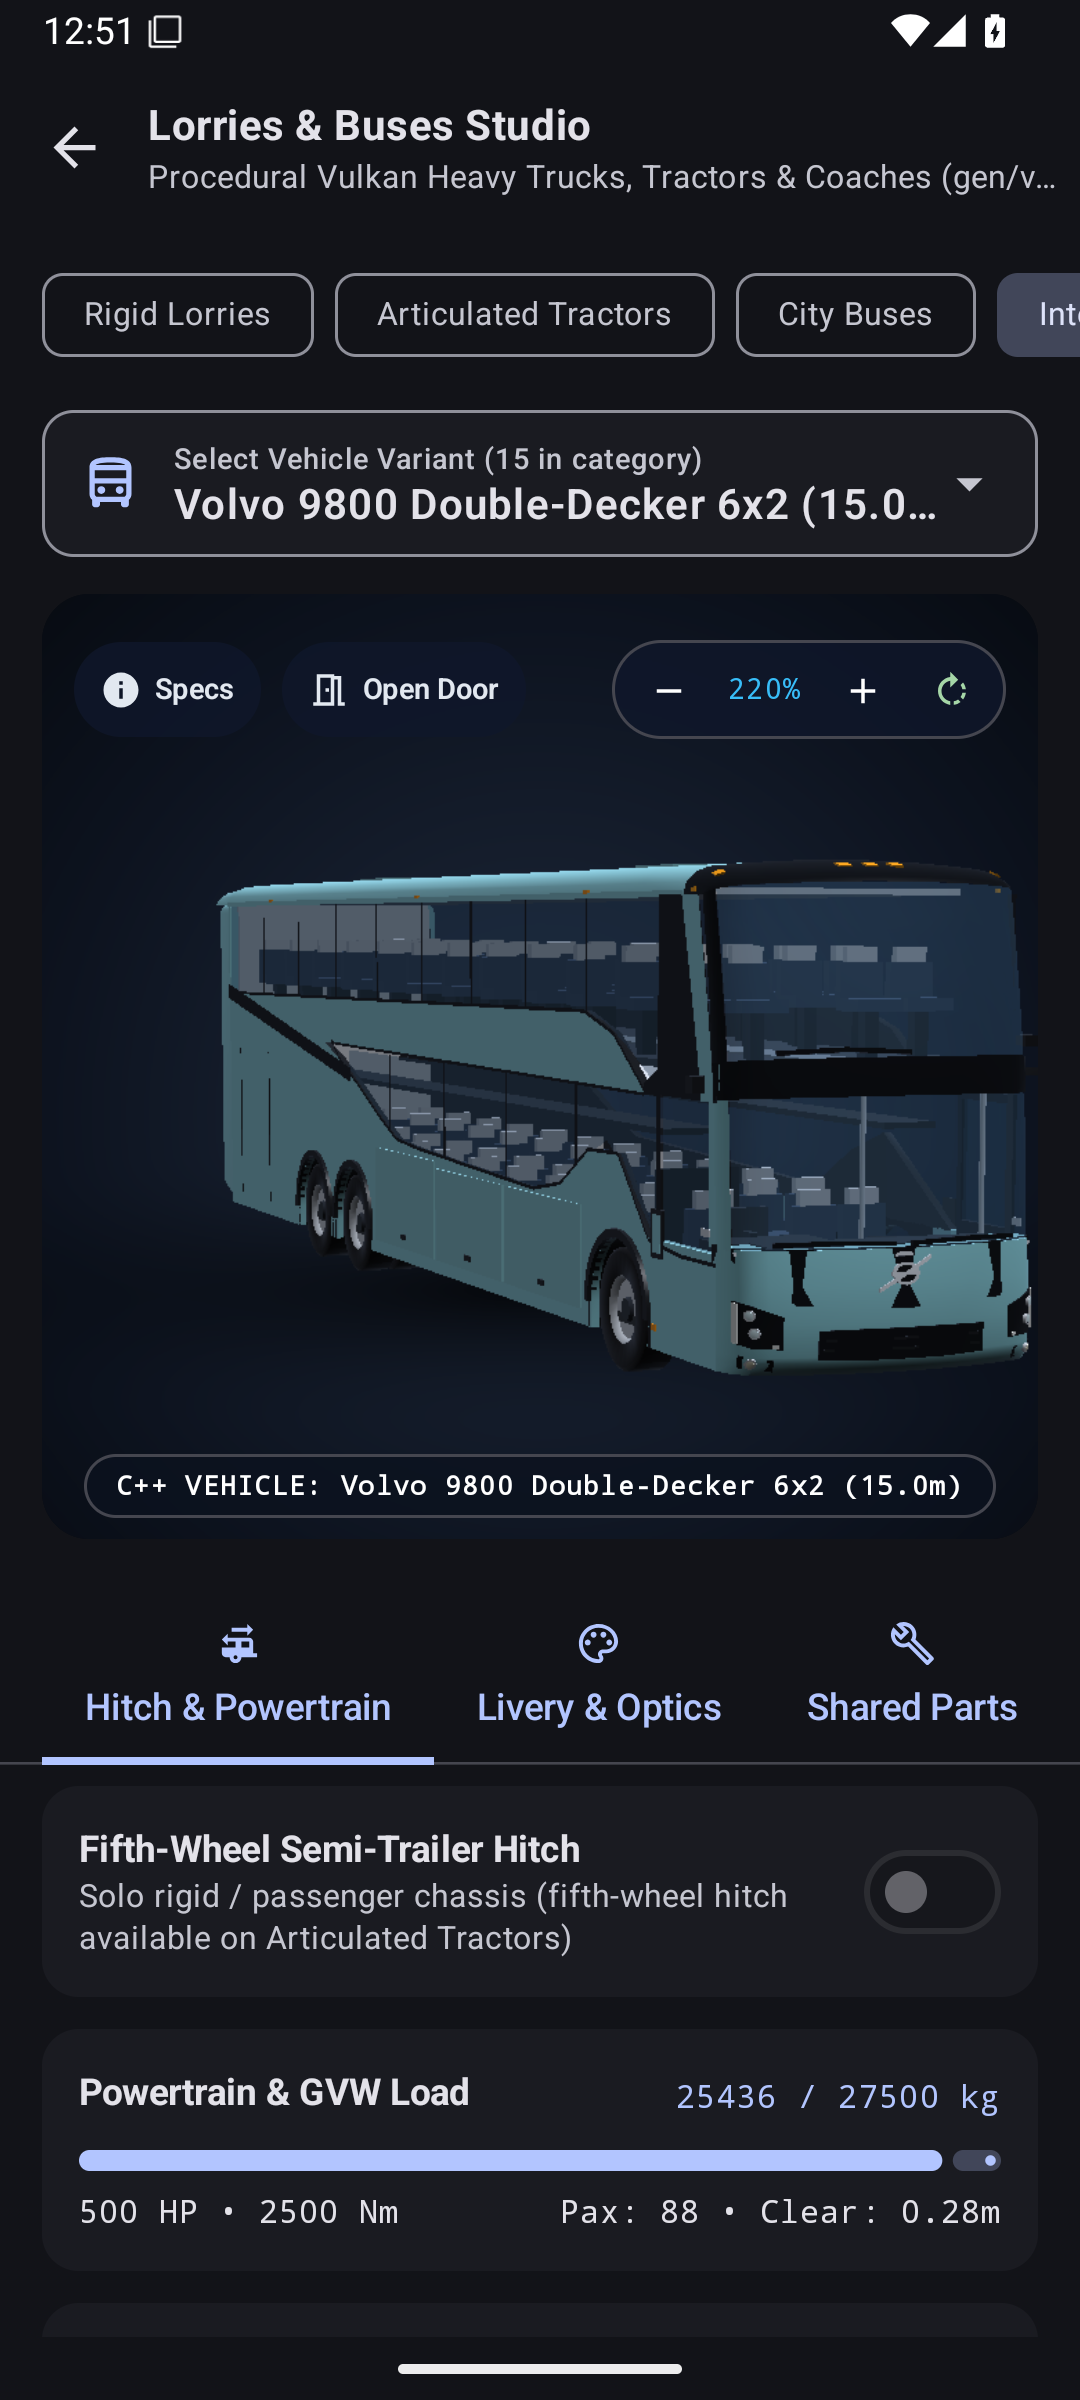 12:51
Lorries & Buses Studio
Procedural Vulkan Heavy Trucks, Tractors & Coaches (gen/v...
Rigid Lorries
Articulated Tractors
City Buses
Int
Select Vehicle Variant (15 in category)
Volvo 9800 Double-Decker 6x2 (15.0...
Specs
Open Door
220%
C++ VEHICLE: Volvo 9800 Double-Decker 6x2 (15.0m)
Hitch & Powertrain
Livery & Optics
Shared Parts
Fifth-Wheel Semi-Trailer Hitch
Solo rigid / passenger chassis (fifth-wheel hitch
available on Articulated Tractors)
Powertrain & GVW Load
25436 / 27500 kg
500 HP • 2500 Nm
Pax: 88 • Clear: 0.28m